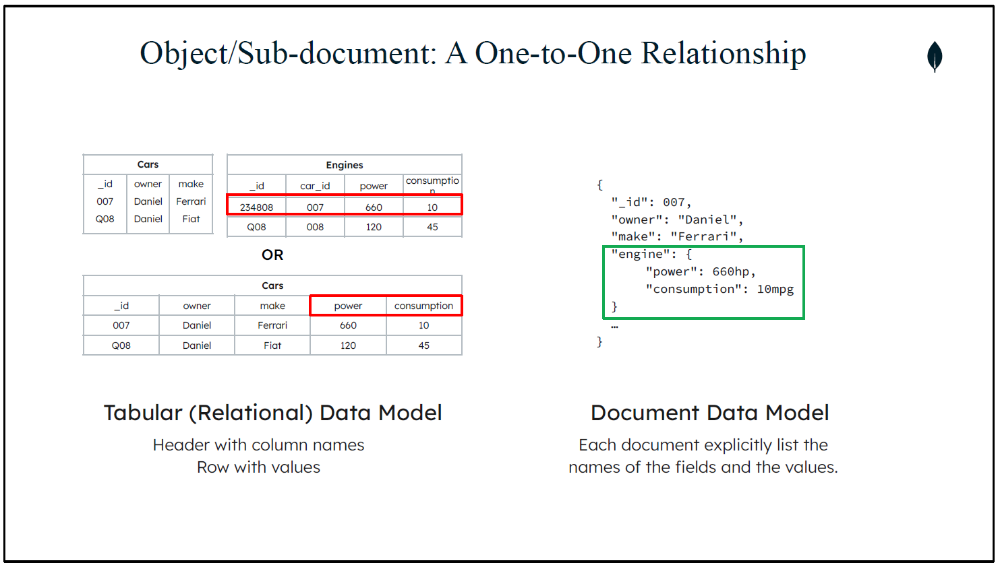 Object/Sub-document: A One-to-One Relationship
Cars
_id owner make
007 Daniel Ferrari
Q08 Daniel Fiat
Engines
_id car_id power consumptio
n
234808 007 660 10
Q08 008 120 45
OR
Cars
_id owner make power consumption
007 Daniel Ferrari 660 10
Q08 Daniel Fiat 120 45
Tabular (Relational) Data Model
Header with column names
Row with values
{
"_id": 007,
"owner": "Daniel",
"make": "Ferrari",
"engine": {
"power": 660hp,
"consumption": 10mpg
}
…
}
Document Data Model
Each document explicitly list the
names of the fields and the values.